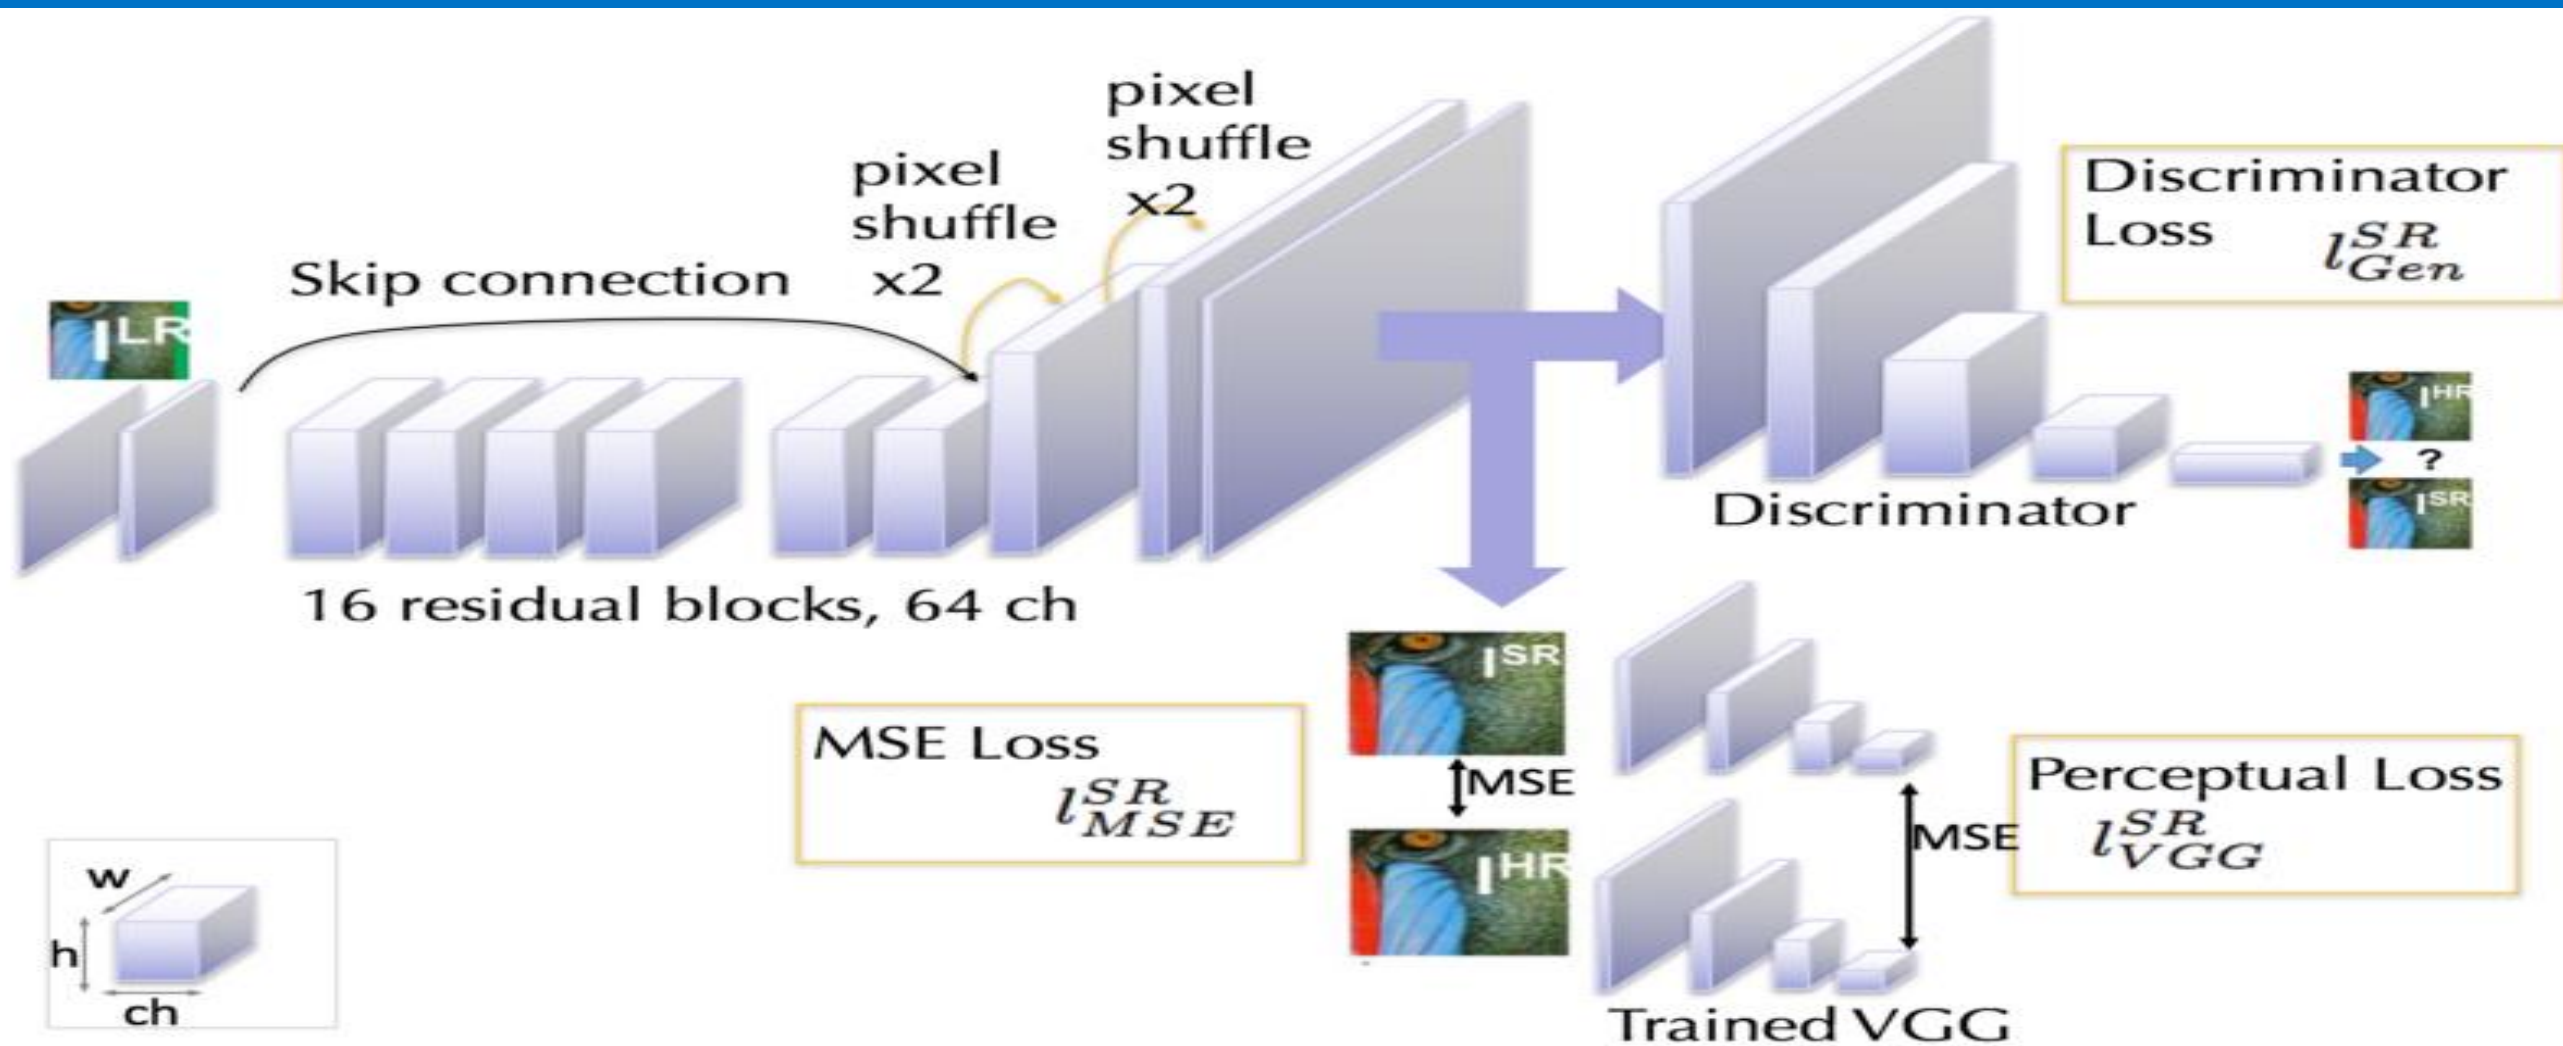 pixel
shuffle
x2
pixel
shuffle
x2
Skip connection
I^LR
16 residual blocks, 64 ch
Discriminator
Loss l^{SR}_{Gen}
I^HR
?
I^SR
Discriminator
MSE Loss
l^{SR}_{MSE}
I^SR
MSE
I^HR
MSE
Perceptual Loss
l^{SR}_{VGG}
Trained VGG
w
h
ch